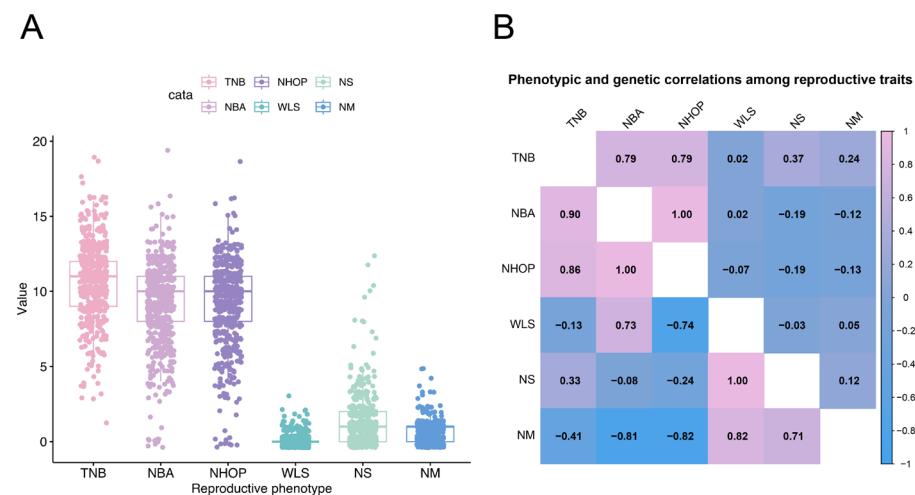 A
B
cata TNB NHOP NS
NBA WLS NM
Value
20
15
10
5
0
TNB NBA NHOP WLS NS NM
Reproductive phenotype
Phenotypic and genetic correlations among reproductive traits
TNB NBA NHOP WLS NS NM
TNB 0.79 0.79 0.02 0.37 0.24
NBA 0.90 1.00 0.02 −0.19 −0.12
NHOP 0.86 1.00 −0.07 −0.19 −0.13
WLS −0.13 0.73 −0.74 −0.03 0.05
NS 0.33 −0.08 −0.24 1.00 0.12
NM −0.41 −0.81 −0.82 0.82 0.71
1
0.8
0.6
0.4
0.2
0
−0.2
−0.4
−0.6
−0.8
−1